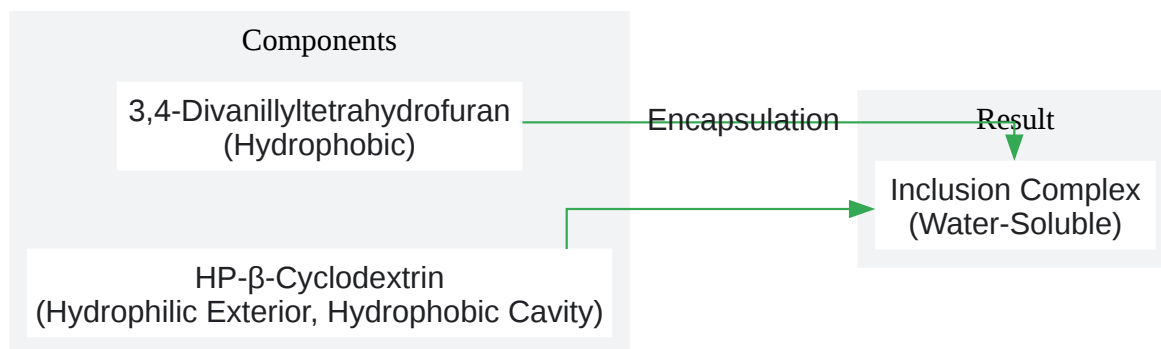 Components
3,4-Divanillyltetrahydrofuran
(Hydrophobic)
Encapsulation
Result
Inclusion Complex
(Water-Soluble)
HP-β-Cyclodextrin
(Hydrophilic Exterior, Hydrophobic Cavity)